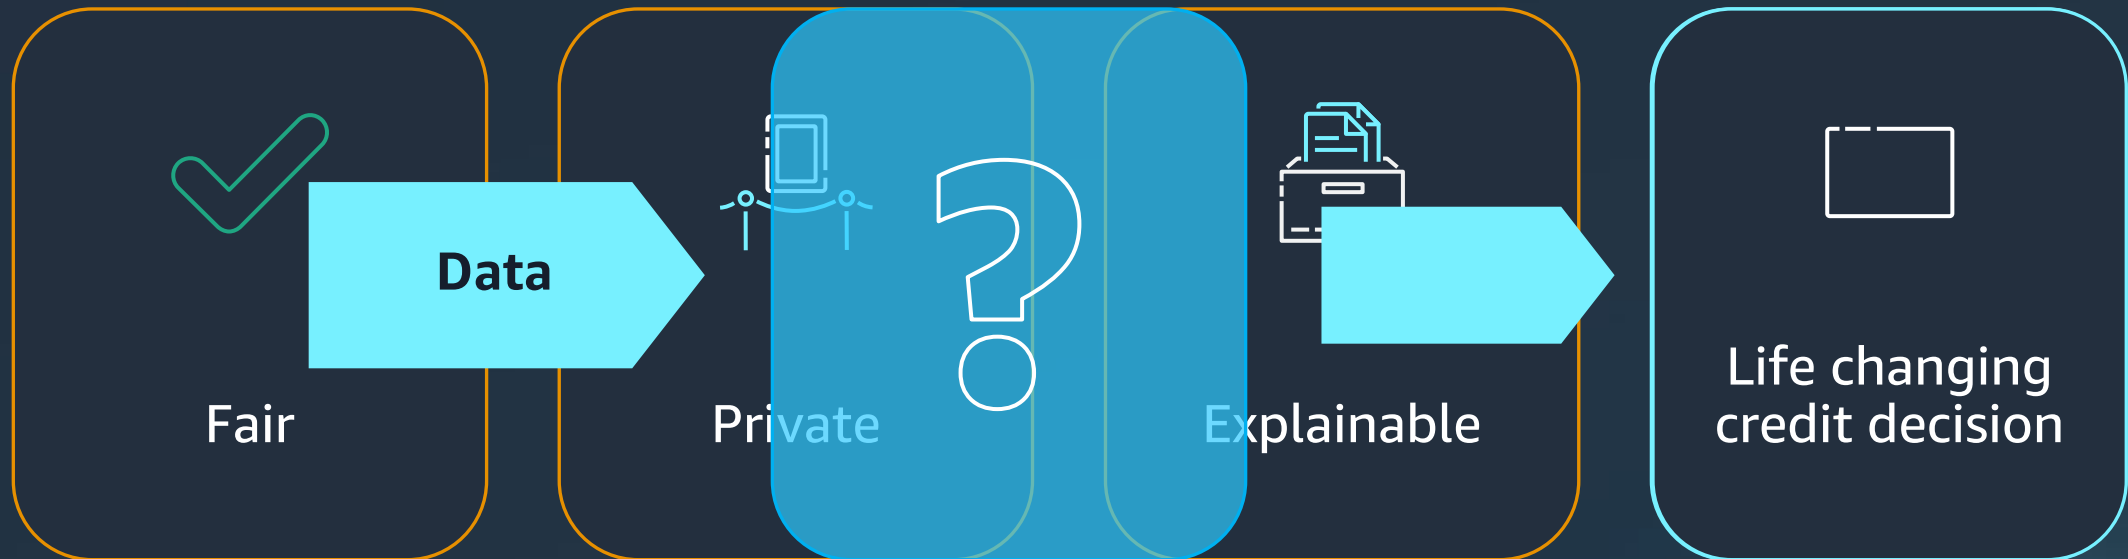 Data
?
Fair
Private
Explainable
Life changing
credit decision